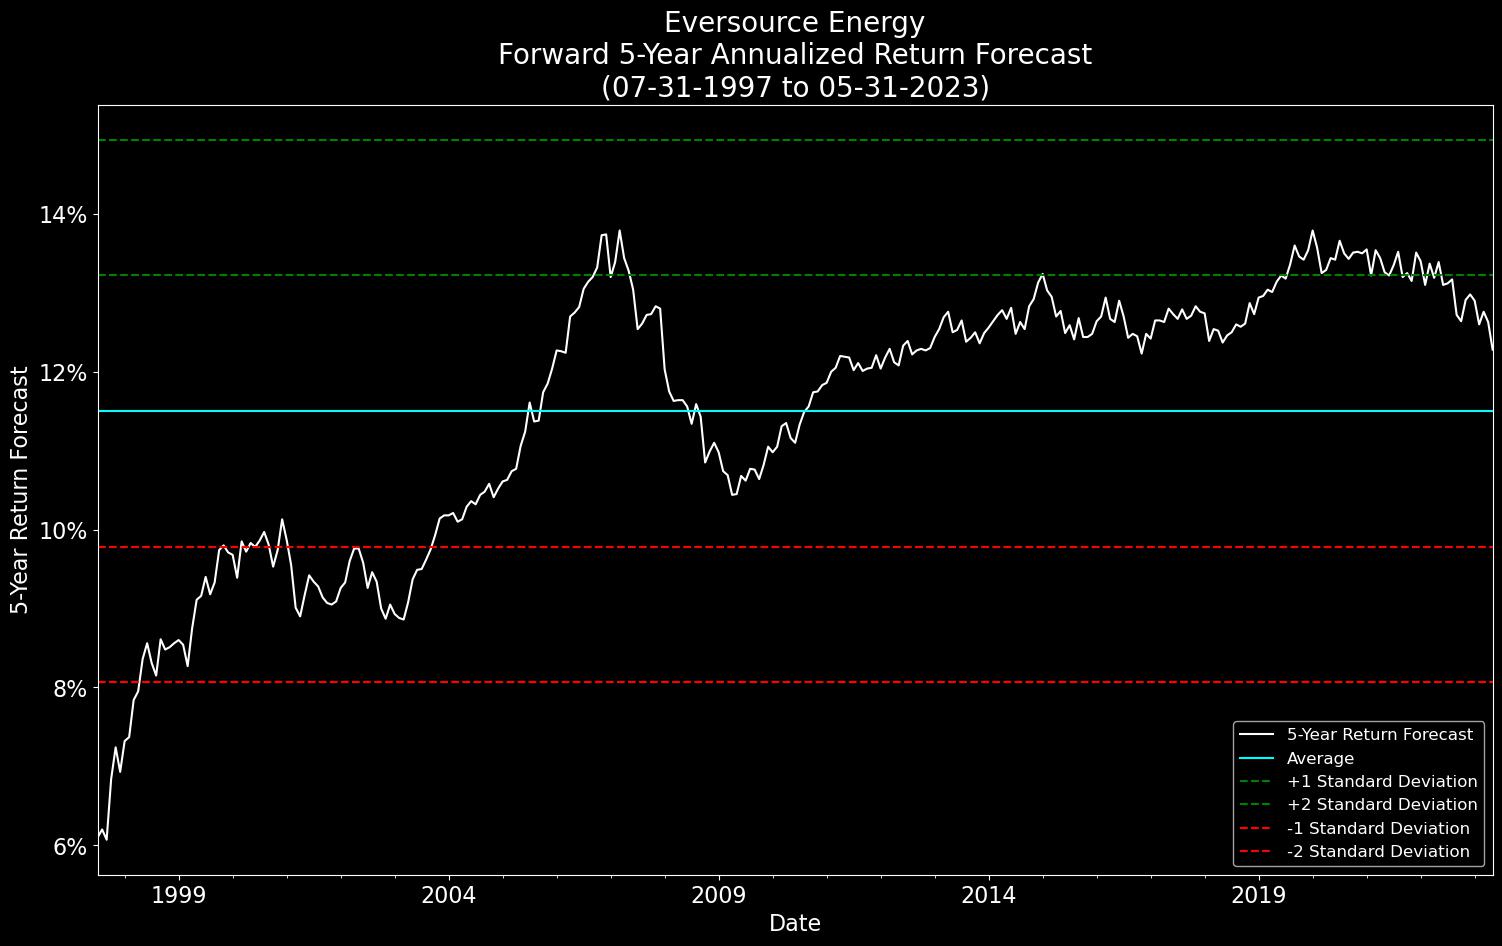 Eversource Energy
Forward 5-Year Annualized Return Forecast
(07-31-1997 to 05-31-2023)
5-Year Return Forecast
14%
12%
10%
8%
6%
1999
2004
2009
2014
2019
Date
5-Year Return Forecast
Average
+1 Standard Deviation
+2 Standard Deviation
-1 Standard Deviation
-2 Standard Deviation